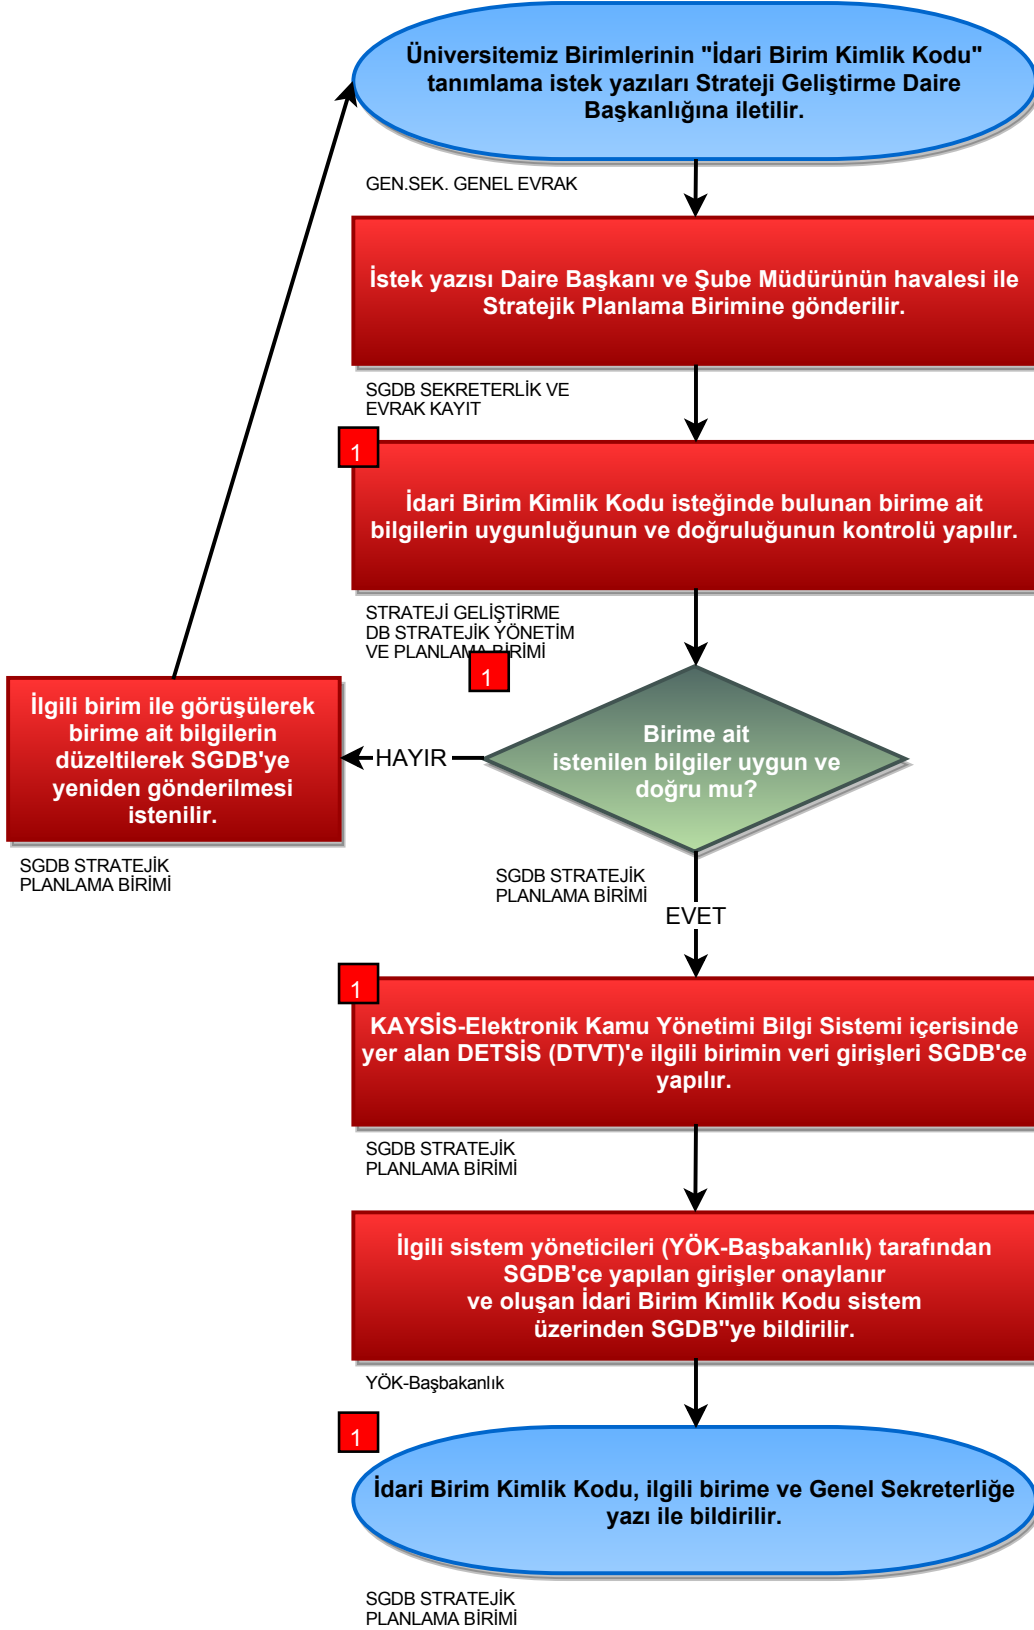 Üniversitemiz Birimlerinin "İdari Birim Kimlik Kodu"
tanımlama istek yazıları Strateji Geliştirme Daire
Başkanlığına iletilir.
GEN.SEK. GENEL EVRAK
İstek yazısı Daire Başkanı ve Şube Müdürünün havalesi ile
Stratejik Planlama Birimine gönderilir.
SGDB SEKRETERLİK VE
EVRAK KAYIT
1
İdari Birim Kimlik Kodu isteğinde bulunan birime ait
bilgilerin uygunluğunun ve doğruluğunun kontrolü yapılır.
STRATEJİ GELİŞTİRME
DB STRATEJİK YÖNETİM
VE PLANLAMA BİRİMİ
1
Birime ait
istenilen bilgiler uygun ve
doğru mu?
HAYIR
İlgili birim ile görüşülerek
birime ait bilgilerin
düzeltilerek SGDB'ye
yeniden gönderilmesi
istenilir.
SGDB STRATEJİK
PLANLAMA BİRİMİ
SGDB STRATEJİK
PLANLAMA BİRİMİ
EVET
1
KAYSİS-Elektronik Kamu Yönetimi Bilgi Sistemi içerisinde
yer alan DETSİS (DTVT)'e ilgili birimin veri girişleri SGDB'ce
yapılır.
SGDB STRATEJİK
PLANLAMA BİRİMİ
İlgili sistem yöneticileri (YÖK-Başbakanlık) tarafından
SGDB'ce yapılan girişler onaylanır
ve oluşan İdari Birim Kimlik Kodu sistem
üzerinden SGDB''ye bildirilir.
YÖK-Başbakanlık
1
İdari Birim Kimlik Kodu, ilgili birime ve Genel Sekreterliğe
yazı ile bildirilir.
SGDB STRATEJİK
PLANLAMA BİRİMİ